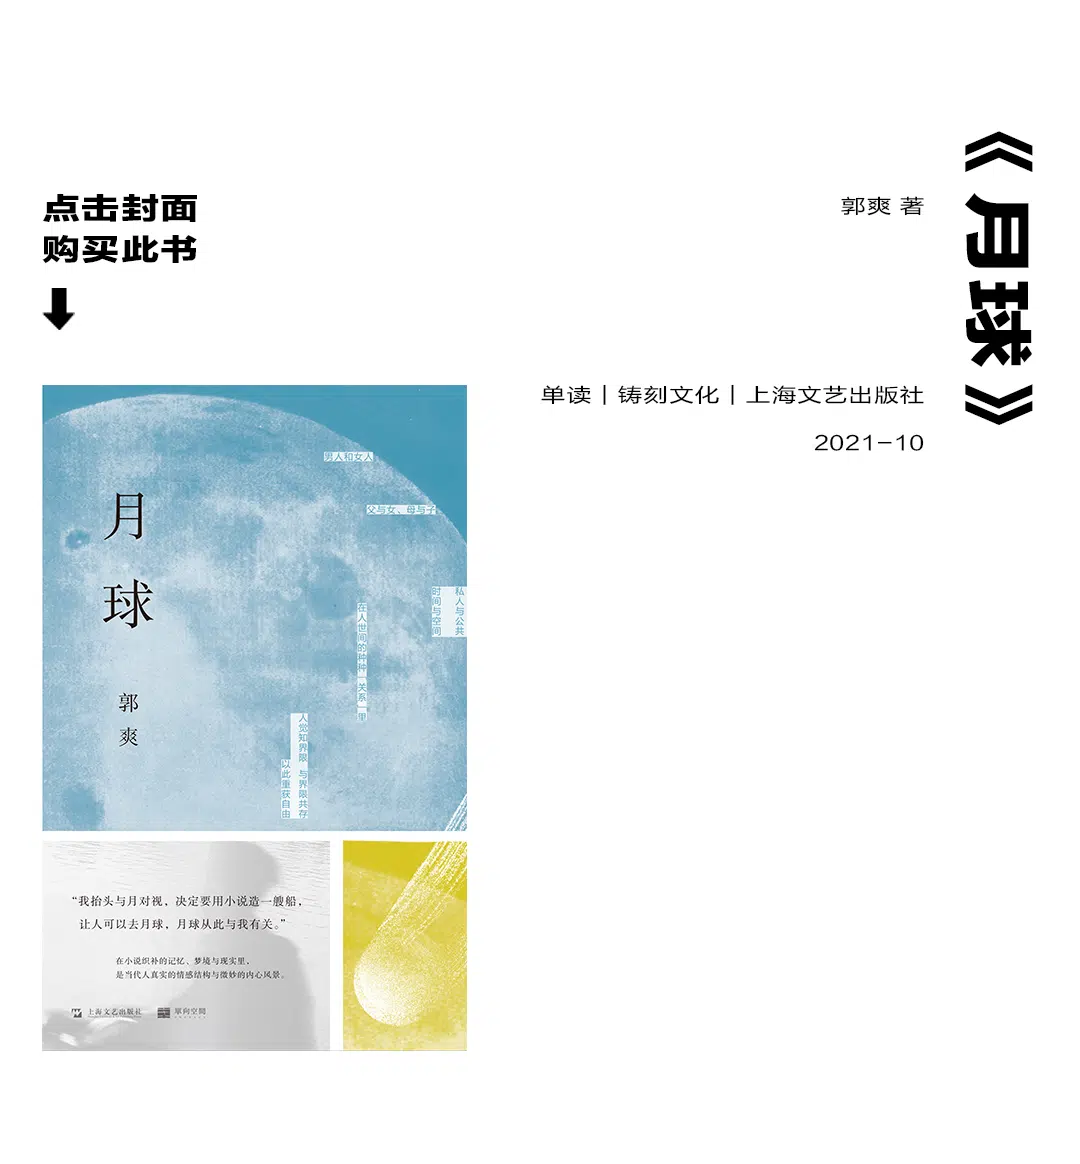 点击封面
购买此书
《月球》
郭爽 著
单读｜铸刻文化｜上海文艺出版社
2021-10
月球
郭爽
男人和女人
父与女、母与子
私人与公共
时间与空间
在人世间的种种“关系”里
人觉知界限 与界限共存
以此重获自由
“我抬头与月对视，决定要用小说造一艘船，
让人可以去月球，月球从此与我有关。”
在小说织补的记忆、梦境与现实里，
是当代人真实的情感结构与微妙的内心风景。
上海文艺出版社
單向空間